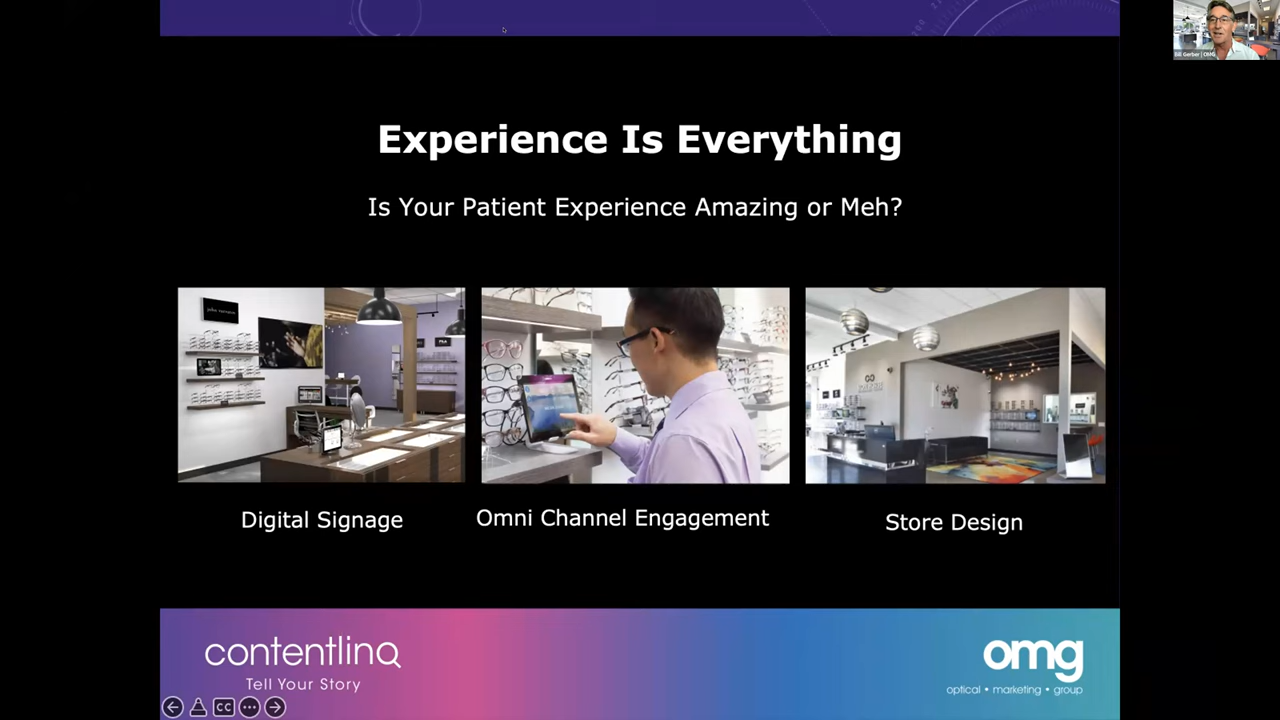 Experience Is Everything
Is Your Patient Experience Amazing or Meh?
Digital Signage
Omni Channel Engagement
Store Design
contentlinq
Tell Your Story
omg
optical • marketing • group
CC